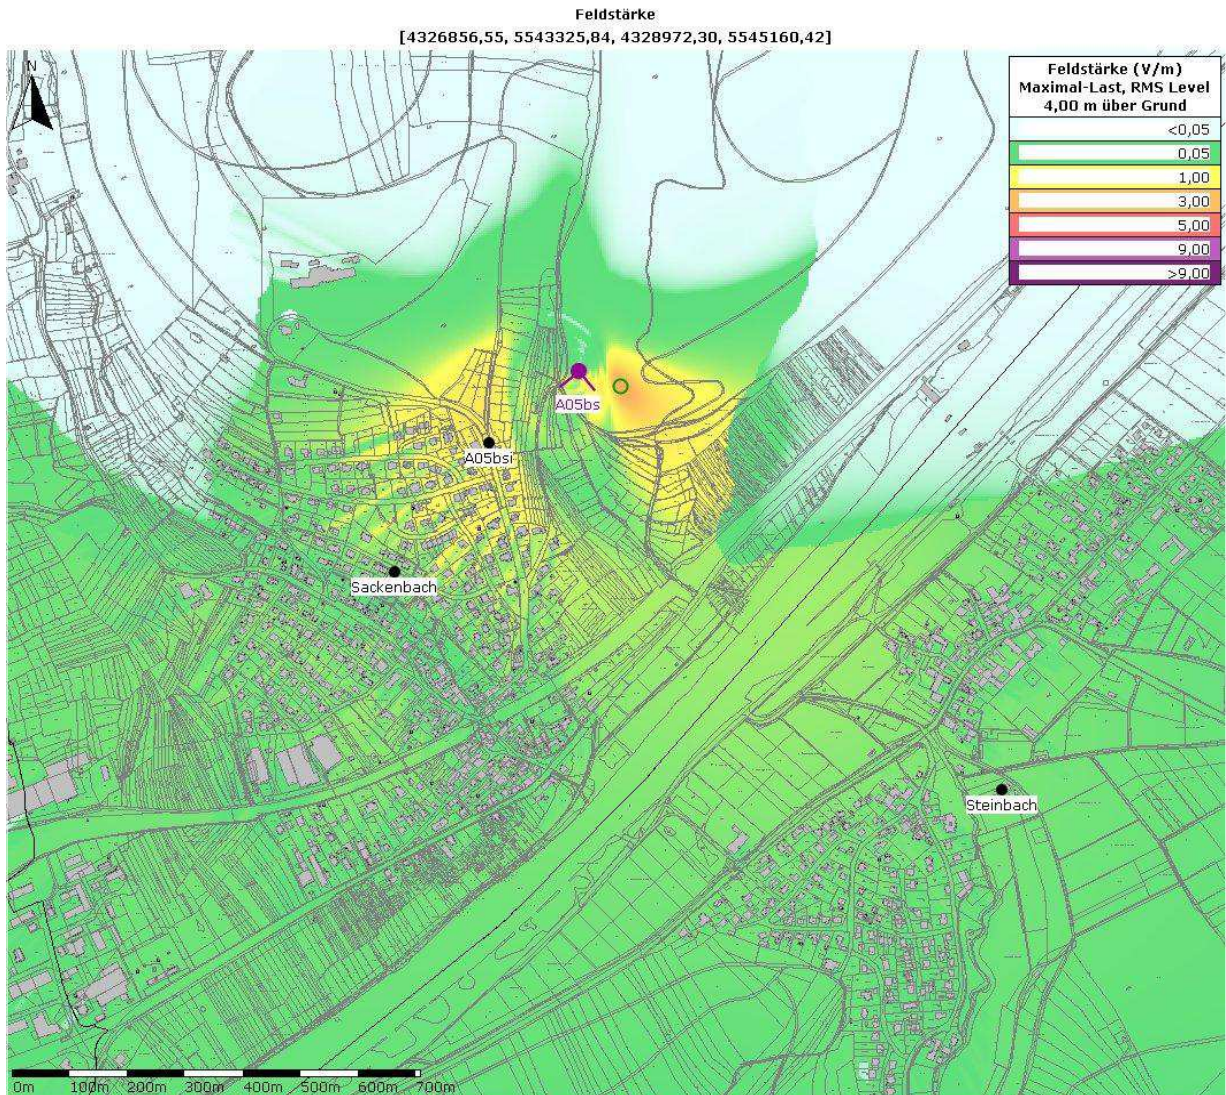 Feldstärke
[4326856,55, 5543325,84, 4328972,30, 5545160,42]
N
Feldstärke (V/m)
Maximal-Last, RMS Level
4,00 m über Grund
<0,05
0,05
1,00
3,00
5,00
9,00
>9,00
A05bs
A05bsi
Sackenbach
Steinbach
0m 100m 200m 300m 400m 500m 600m 700m